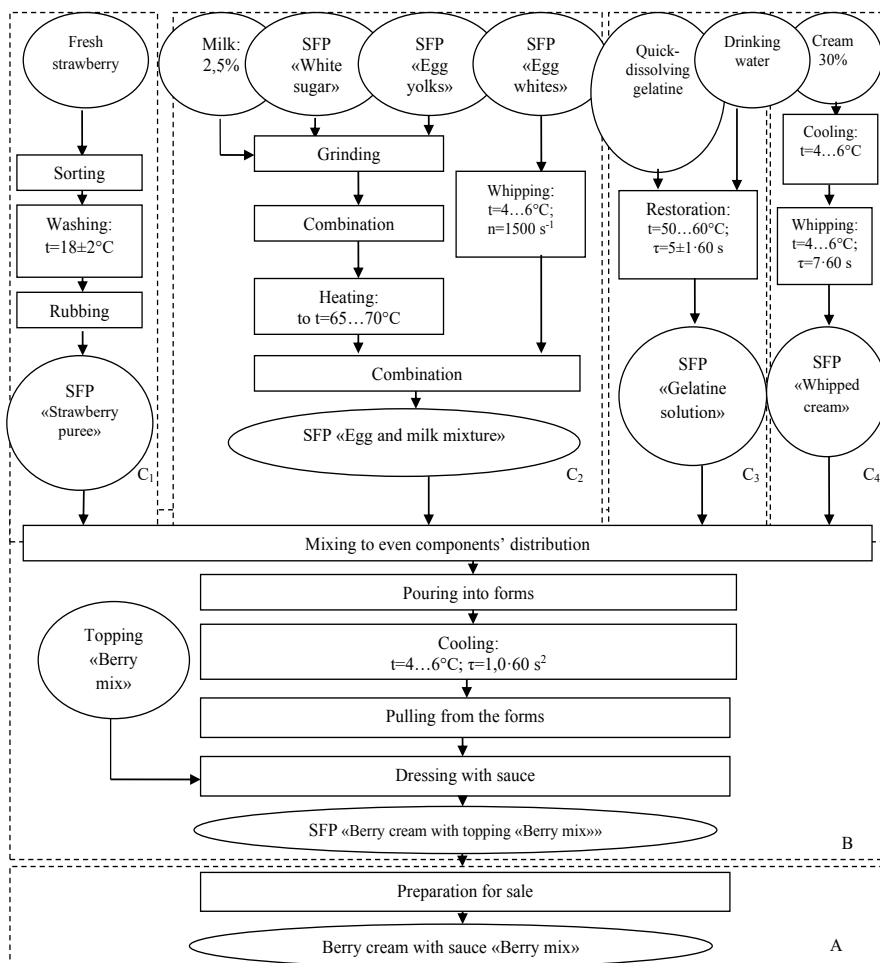 Fresh
strawberry
Milk:
2,5%
SFP
«White
sugar»
SFP
«Egg
yolks»
SFP
«Egg
whites»
Quick-
dissolving
gelatine
Drinking
water
Cream
30%
Sorting
Washing:
t=18±2°C
Rubbing
SFP
«Strawberry
puree»
C1
Grinding
Combination
Heating:
to t=65…70°C
Whipping:
t=4…6°C;
n=1500 s-1
Combination
SFP «Egg and milk mixture»
C2
Restoration:
t=50…60°C;
τ=5±1·60 s
SFP
«Gelatine
solution»
C3
Cooling:
t=4…6°C
Whipping:
t=4…6°C;
τ=7·60 s
SFP
«Whipped
cream»
C4
Mixing to even components’ distribution
Pouring into forms
Topping
«Berry
mix»
Cooling:
t=4…6°C; τ=1,0·60 s2
Pulling from the forms
Dressing with sauce
SFP «Berry cream with topping «Berry mix»»
B
Preparation for sale
Berry cream with sauce «Berry mix»
A